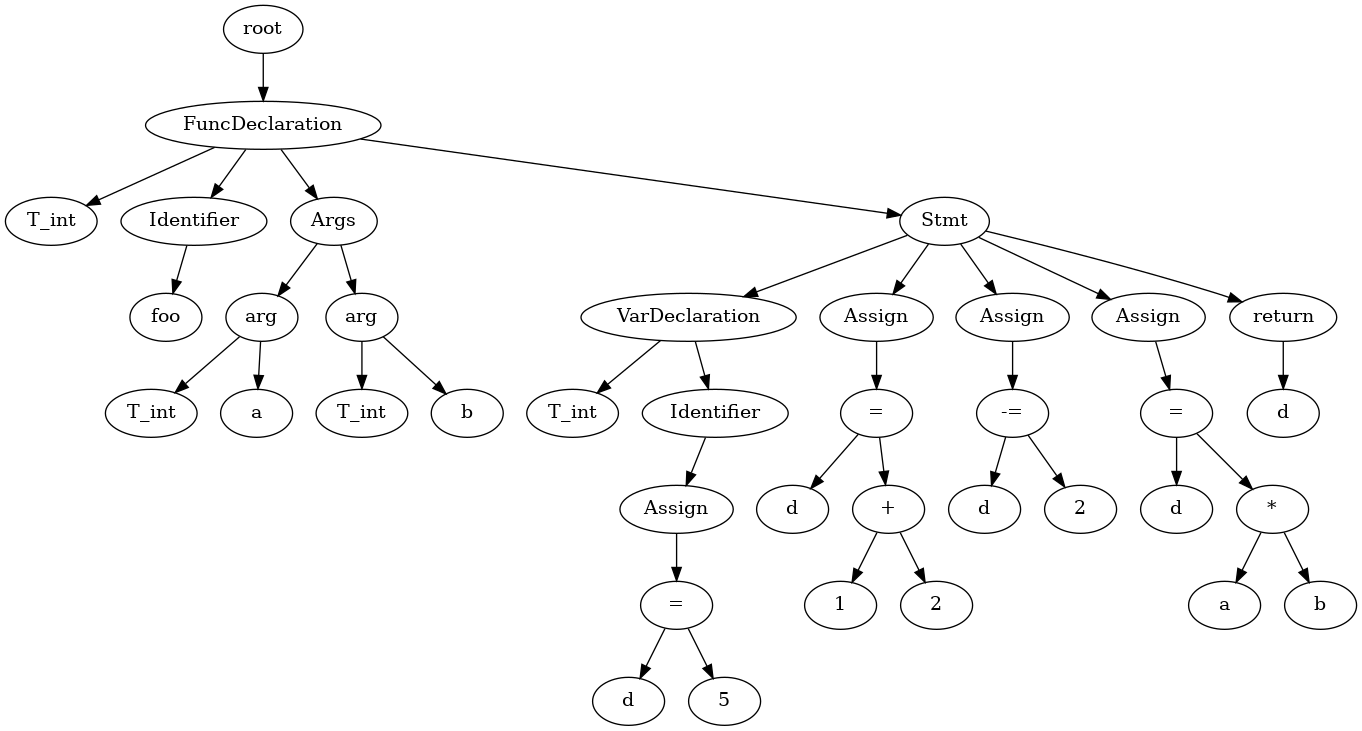 root
FuncDeclaration
T_int Identifier Args Stmt
foo arg arg VarDeclaration Assign Assign Assign return
T_int a T_int b T_int Identifier = -= = d
Assign d + d 2 d *
= 1 2 a b
d 5